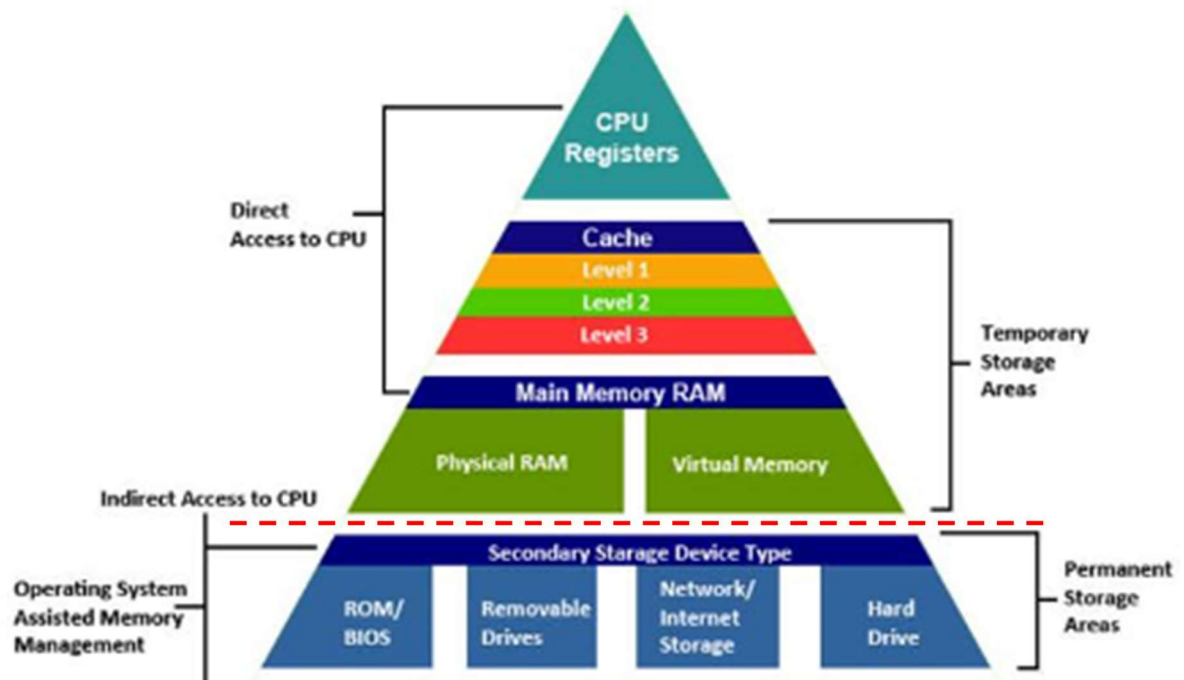 CPU
Registers
Direct
Access to CPU
Cache
Level 1
Level 2
Level 3
Temporary
Storage
Areas
Main Memory RAM
Physical RAM
Virtual Memory
Indirect Access to CPU
Secondary Starage Device Type
Operating System
Assisted Memory
Management
ROM/
BIOS
Removable
Drives
Network/
Internet
Storage
Hard
Drive
Permanent
Storage
Areas